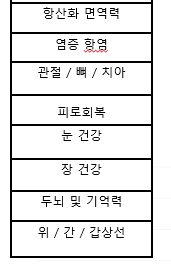 항산화 면역력
염증 항염
관절 / 뼈 / 치아
피로회복
눈 건강
장 건강
두뇌 및 기억력
위 / 간 / 갑상선